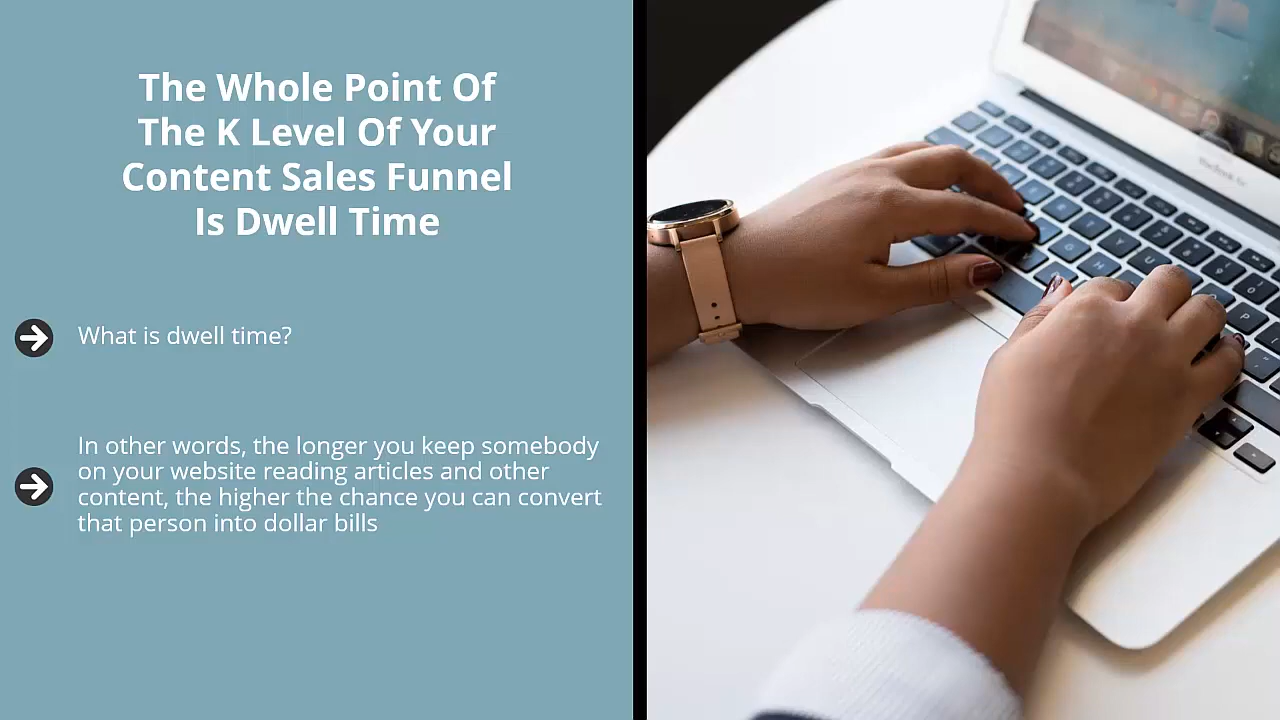 The Whole Point Of
The K Level Of Your
Content Sales Funnel
Is Dwell Time
What is dwell time?
In other words, the longer you keep somebody
on your website reading articles and other
content, the higher the chance you can convert
that person into dollar bills